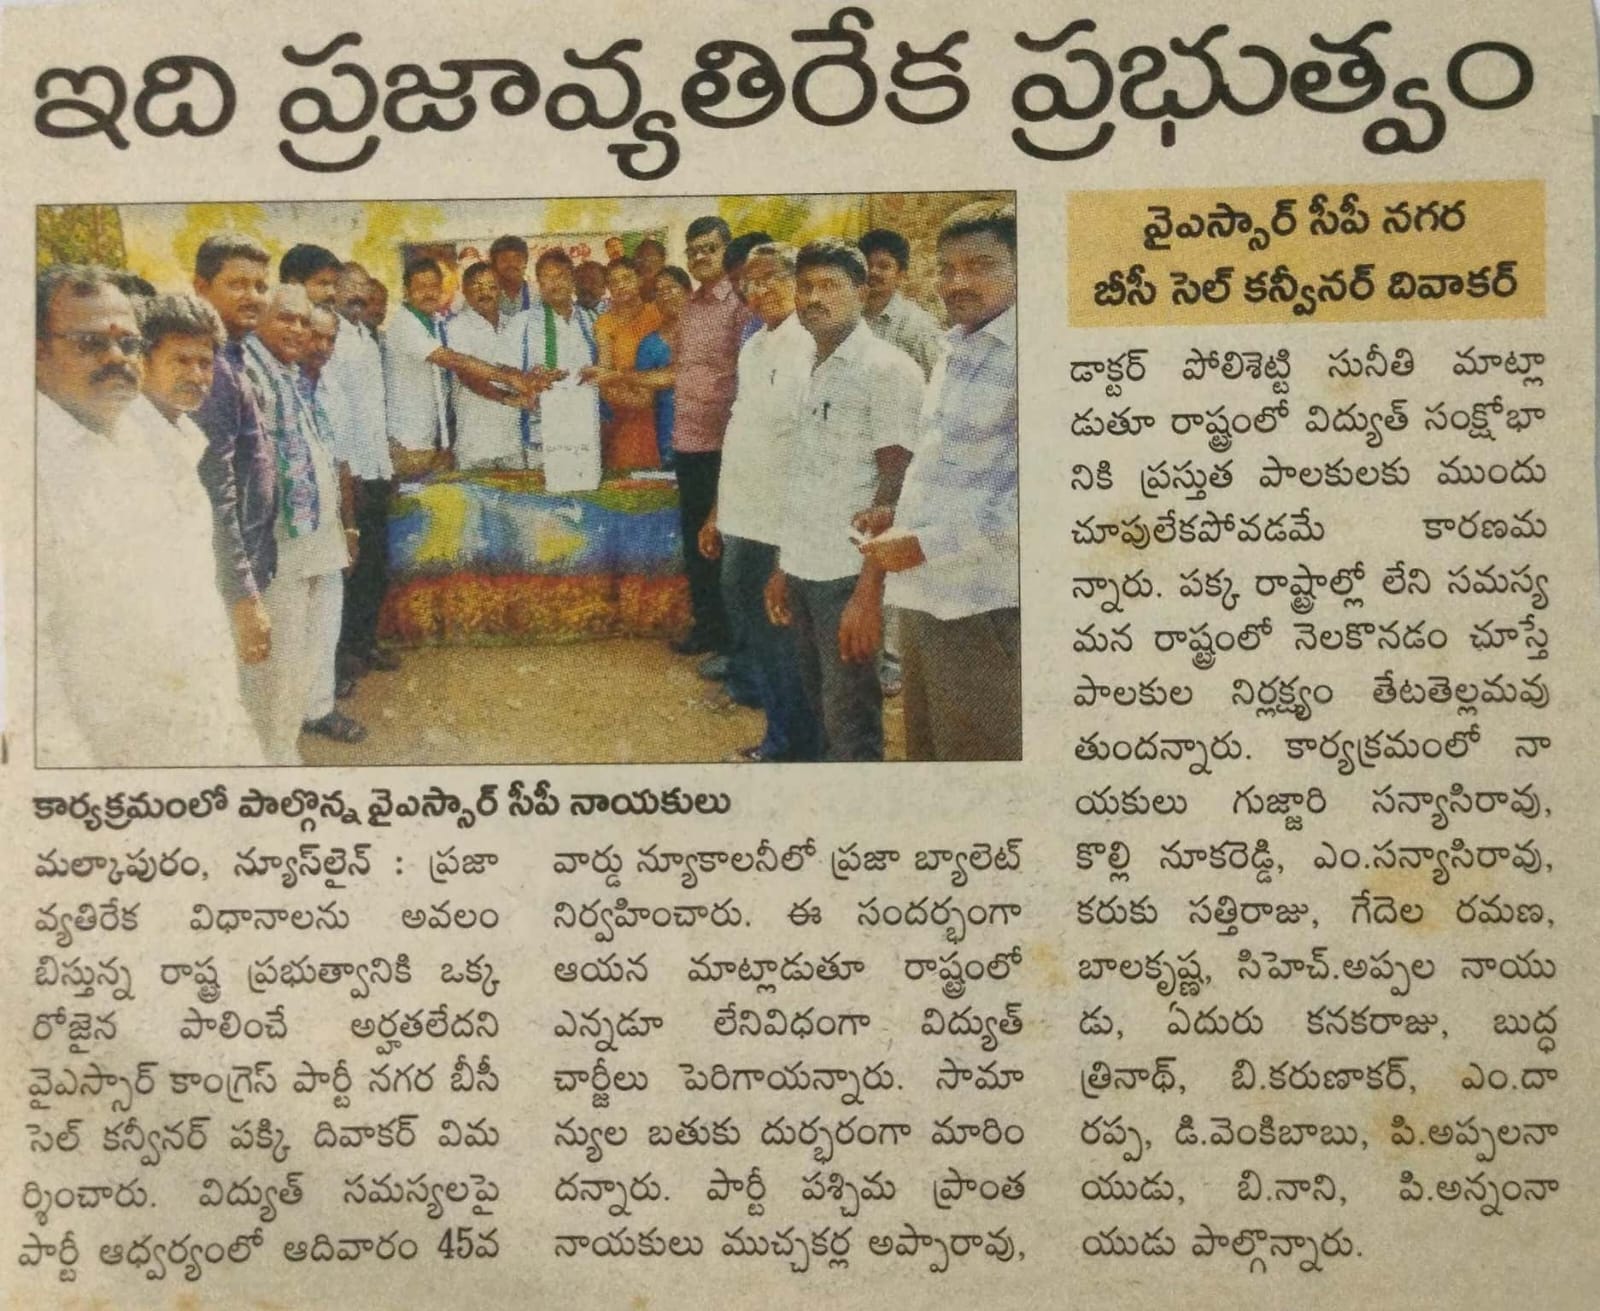 ఇది ప్రజావ్యతిరేక ప్రభుత్వం
వైఎస్సార్ సీపీ నగర
బీసీ సెల్ కన్వీనర్ దివాకర్
కార్యక్రమంలో పాల్గొన్న వైఎస్సార్ సీపీ నాయకులు
మల్కాపురం, న్యూస్‌లైన్ : ప్రజా
వ్యతిరేక విధానాలను అవలం
బిస్తున్న రాష్ట్ర ప్రభుత్వానికి ఒక్క
రోజైన పాలించే అర్హతలేదని
వైఎస్సార్ కాంగ్రెస్ పార్టీ నగర బీసీ
సెల్ కన్వీనర్ పక్కి దివాకర్ విమ
ర్శించారు. విద్యుత్ సమస్యలపై
పార్టీ ఆధ్వర్యంలో ఆదివారం 45వ
వార్డు న్యూకాలనీలో ప్రజా బ్యాలెట్
నిర్వహించారు. ఈ సందర్భంగా
ఆయన మాట్లాడుతూ రాష్ట్రంలో
ఎన్నడూ లేనివిధంగా విద్యుత్
చార్జీలు పెరిగాయన్నారు. సామా
న్యుల బతుకు దుర్భరంగా మారిం
దన్నారు. పార్టీ పశ్చిమ ప్రాంత
నాయకులు ముచ్చకర్ల అప్పారావు,
డాక్టర్ పోలిశెట్టి సునీతి మాట్లా
డుతూ రాష్ట్రంలో విద్యుత్ సంక్షోభా
నికి ప్రస్తుత పాలకులకు ముందు
చూపులేకపోవడమే కారణమ
న్నారు. పక్క రాష్ట్రాల్లో లేని సమస్య
మన రాష్ట్రంలో నెలకొనడం చూస్తే
పాలకుల నిర్లక్ష్యం తేటతెల్లమవు
తుందన్నారు. కార్యక్రమంలో నా
యకులు గుజ్జారి సన్యాసిరావు,
కొల్లి నూకరెడ్డి, ఎం.సన్యాసిరావు,
కరుకు సత్తిరాజు, గేదెల రమణ,
బాలకృష్ణ, సిహెచ్.అప్పల నాయు
డు, ఏదురు కనకరాజు, బుద్ధ
త్రినాథ్, బి.కరుణాకర్, ఎం.దా
రప్ప, డి.వెంకిబాబు, పి.అప్పలనా
యుడు, బి.నాని, పి.అన్నంనా
యుడు పాల్గొన్నారు.